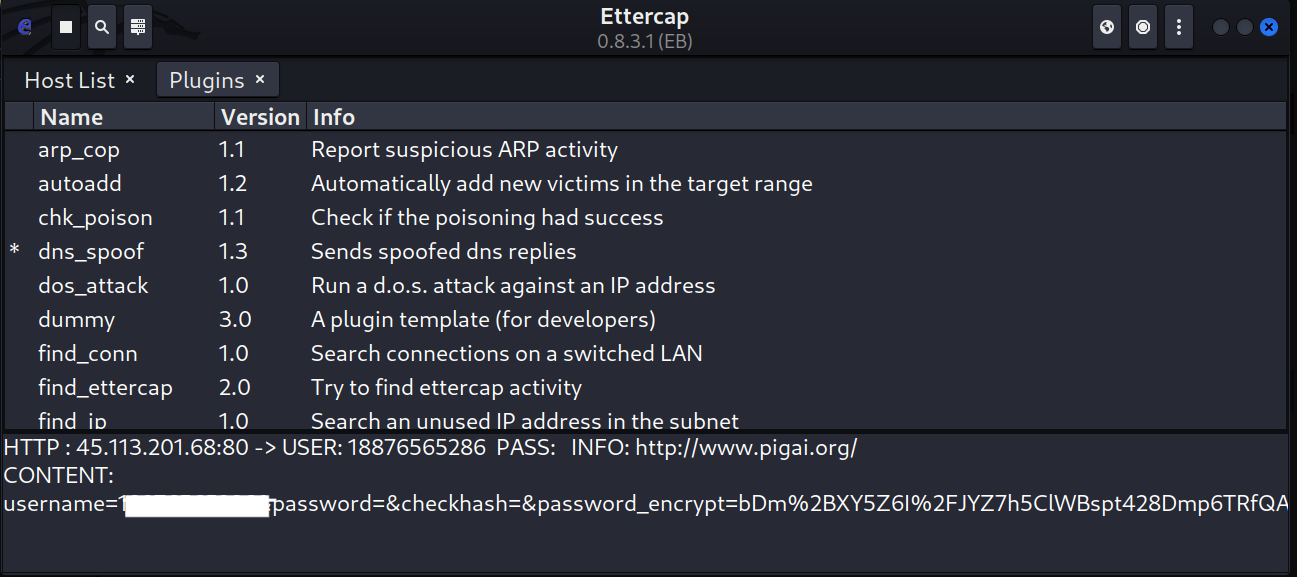 Ettercap
0.8.3.1 (EB)
Host List ×
Plugins ×
Name Version Info
arp_cop 1.1 Report suspicious ARP activity
autoadd 1.2 Automatically add new victims in the target range
chk_poison 1.1 Check if the poisoning had success
* dns_spoof 1.3 Sends spoofed dns replies
dos_attack 1.0 Run a d.o.s. attack against an IP address
dummy 3.0 A plugin template (for developers)
find_conn 1.0 Search connections on a switched LAN
find_ettercap 2.0 Try to find ettercap activity
find_ip 1.0 Search an unused IP address in the subnet
HTTP : 45.113.201.68:80 -> USER: 18876565286 PASS: INFO: http://www.pigai.org/
CONTENT:
username= password=&checkhash=&password_encrypt=bDm%2BXY5Z6I%2FJYZ7h5ClWBspt428Dmp6TRfQA